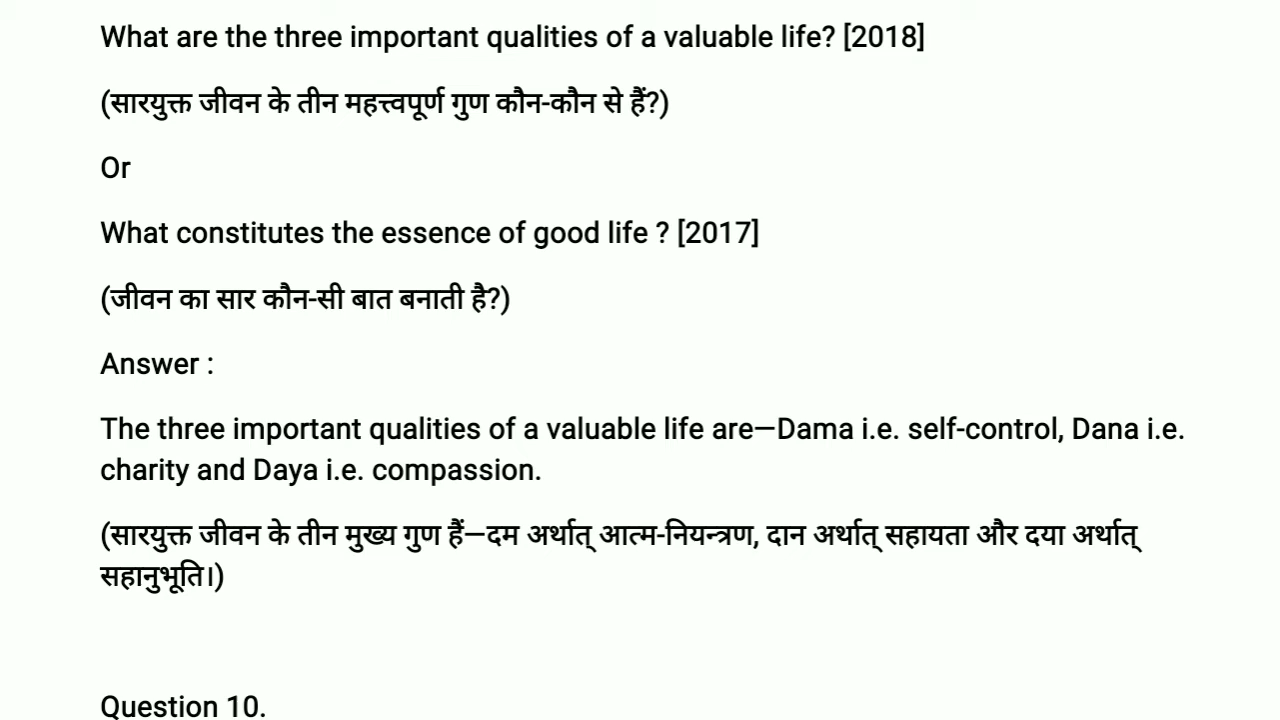 What are the three important qualities of a valuable life? [2018]
(सारयुक्त जीवन के तीन महत्त्वपूर्ण गुण कौन-कौन से हैं?)
Or
What constitutes the essence of good life ? [2017]
(जीवन का सार कौन-सी बात बनाती है?)
Answer :
The three important qualities of a valuable life are—Dama i.e. self-control, Dana i.e.
charity and Daya i.e. compassion.
(सारयुक्त जीवन के तीन मुख्य गुण हैं—दम अर्थात् आत्म-नियन्त्रण, दान अर्थात् सहायता और दया अर्थात्
सहानुभूति।)
Question 10.